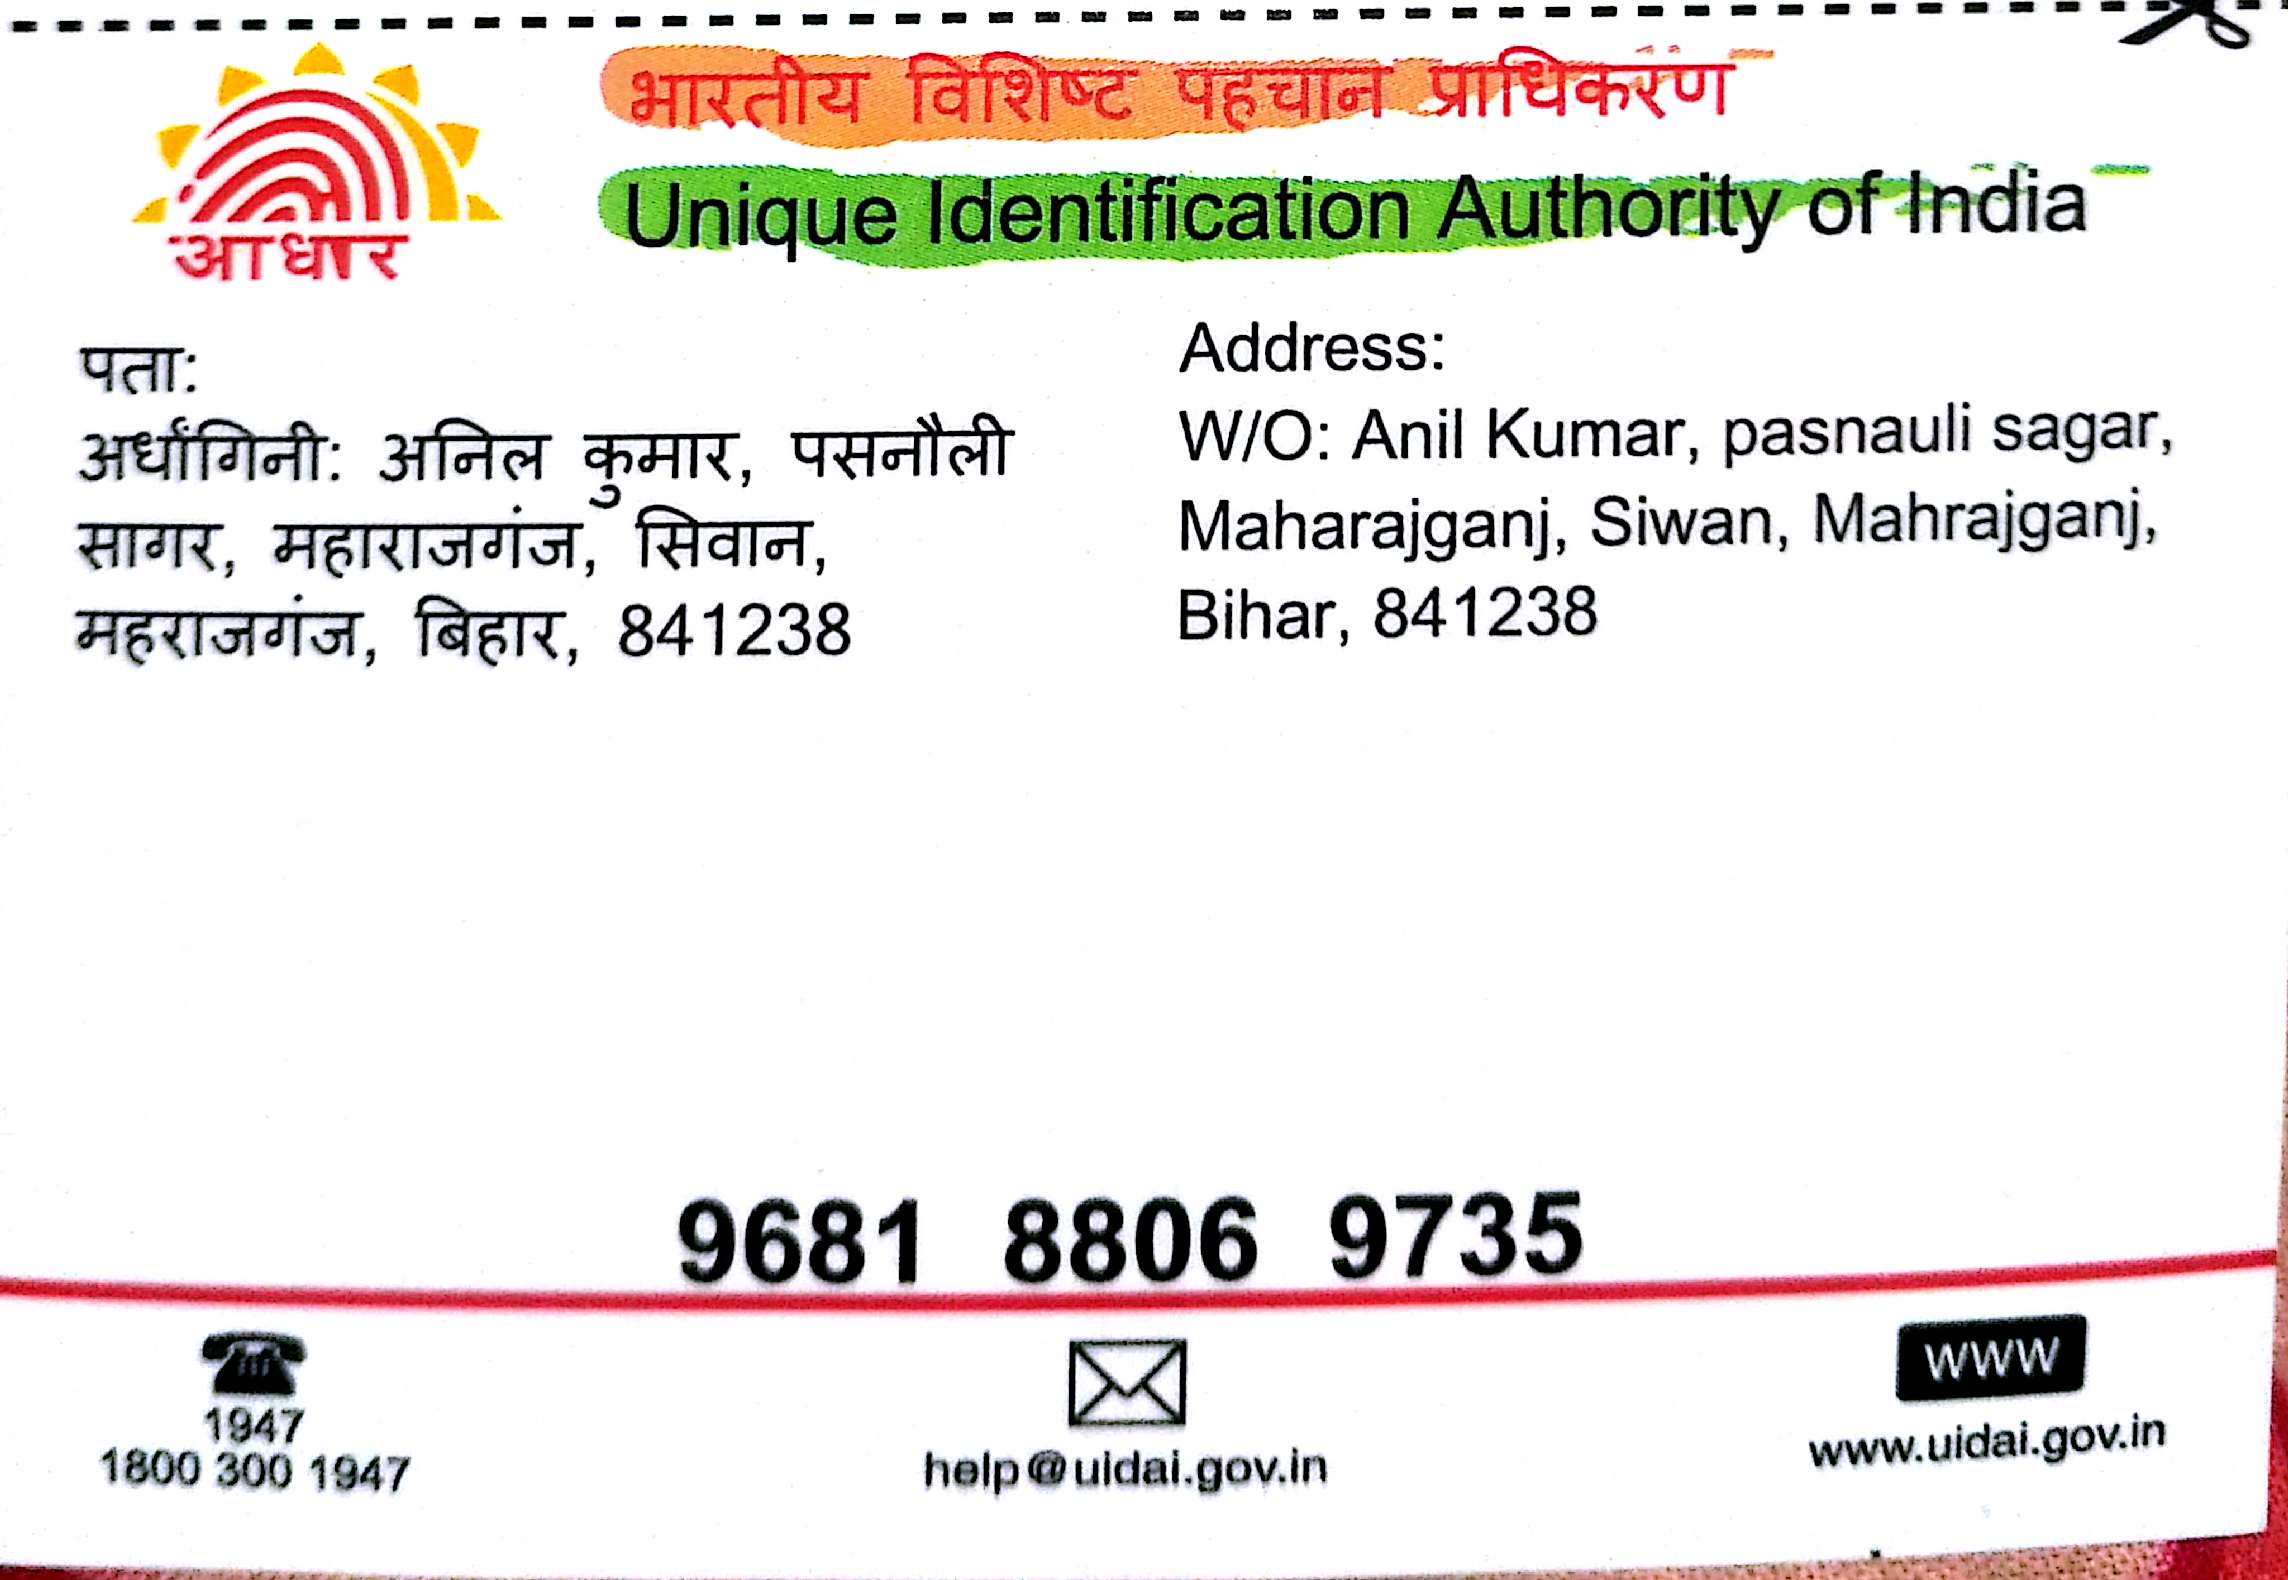 भारतीय विशिष्ट पहचान प्राधिकरण
Unique Identification Authority of India
आधार
पता:
अर्धांगिनी: अनिल कुमार, पसनौली
सागर, महाराजगंज, सिवान,
महराजगंज, बिहार, 841238
Address:
W/O: Anil Kumar, pasnauli sagar,
Maharajganj, Siwan, Mahrajganj,
Bihar, 841238
9681 8806 9735
1947
1800 300 1947
help@uidai.gov.in
WWW
www.uidai.gov.in